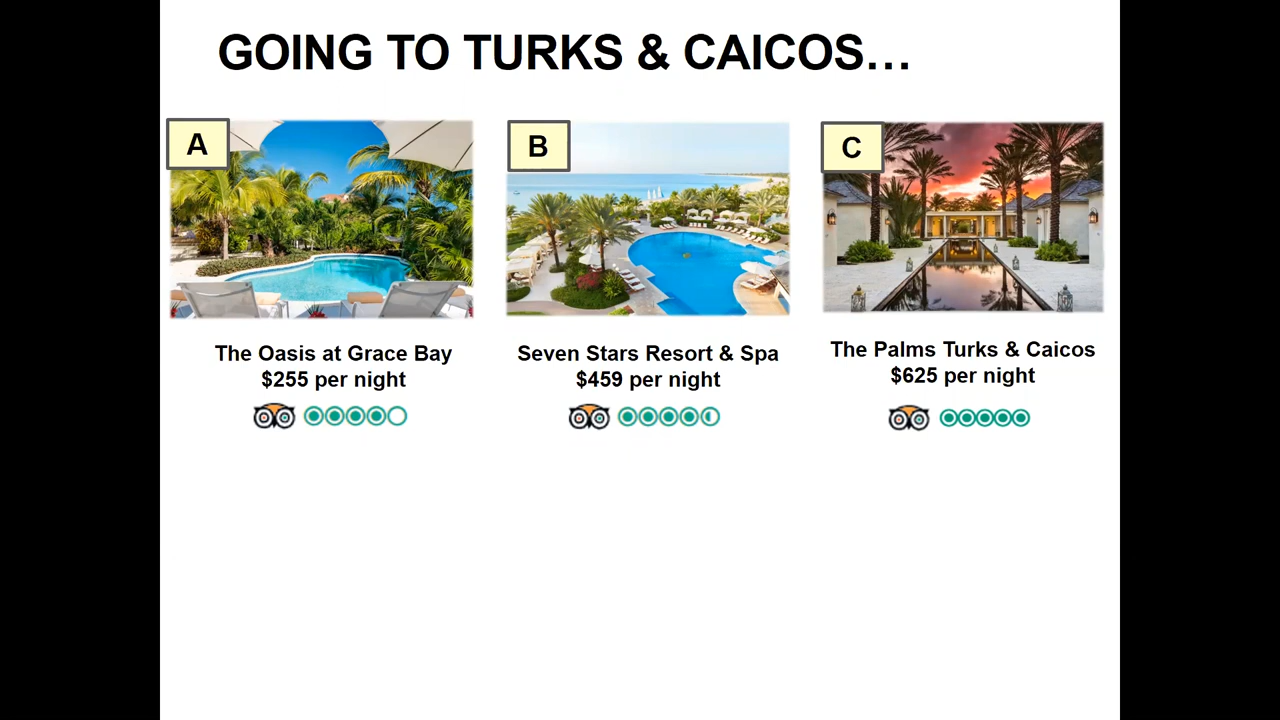 GOING TO TURKS & CAICOS…
A
B
C
The Oasis at Grace Bay
$255 per night
Seven Stars Resort & Spa
$459 per night
The Palms Turks & Caicos
$625 per night